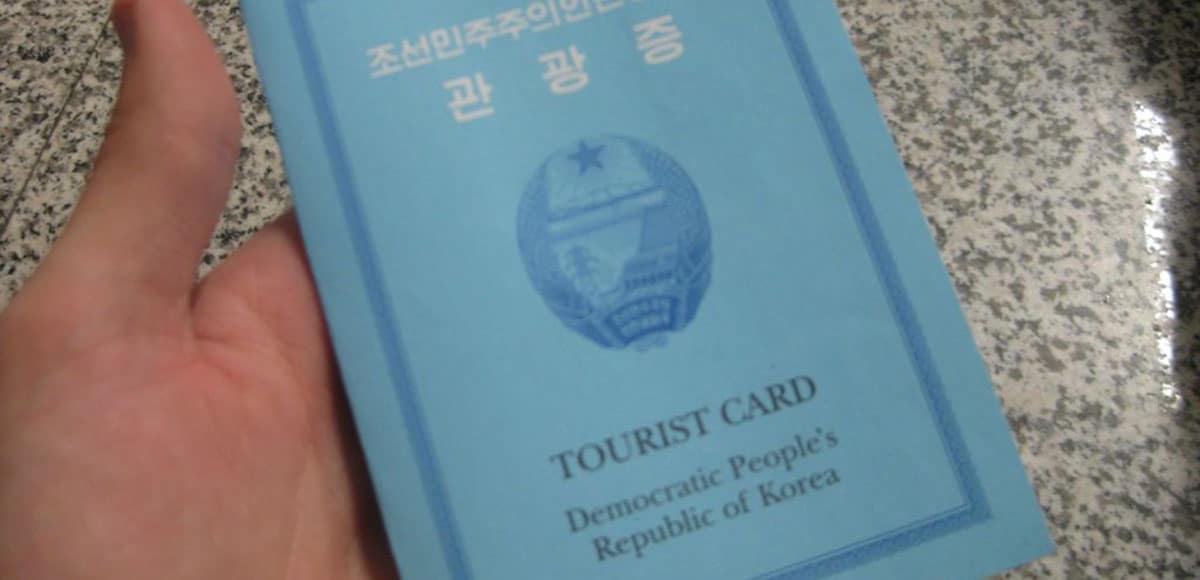 조선민주주의인민
관 광 증
TOURIST CARD
Democratic People's
Republic of Korea